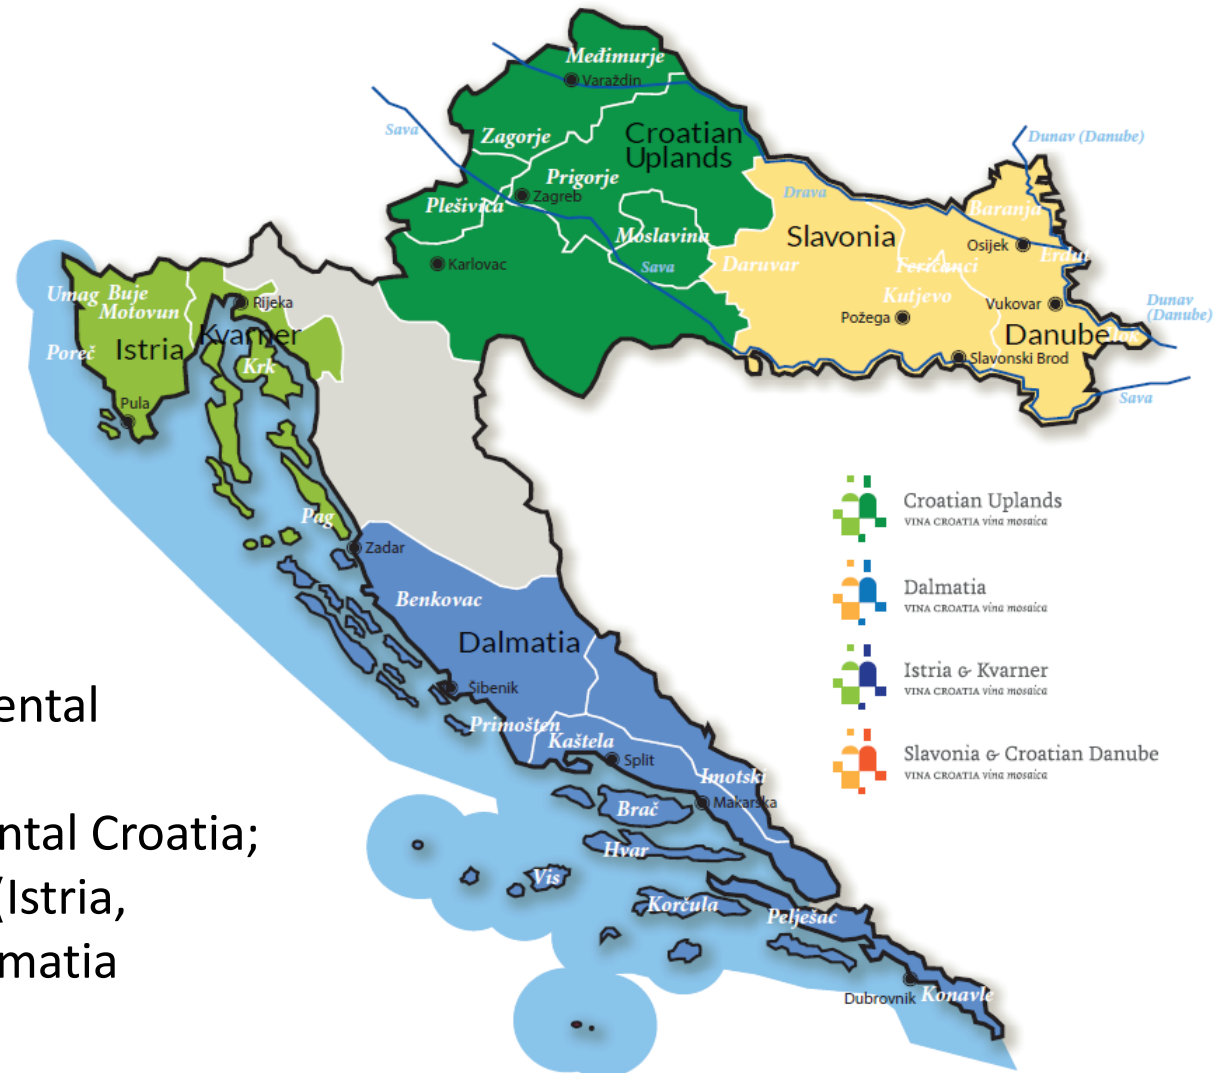 Međimurje
Varaždin
Sava
Zagorje
Croatian
Uplands
Dunav (Danube)
Prigorje
Zagreb
Drava
Plešivica
Baranja
Moslavina
Slavonia
Osijek
Karlovac
Sava
Daruvar
Feričanci
Erdut
Umag
Buje
Motovun
Rijeka
Kutjevo
Vukovar
Dunav
(Danube)
Požega
Kvarner
Poreč
Istria
Danube
Krk
Slavonski Brod
Sava
Pula
Pag
Zadar
Benkovac
Dalmatia
Šibenik
Primošten
Kaštela
Split
Imotski
Makarska
Brač
Hvar
Vis
Korčula
Pelješac
Dubrovnik
Konavle
Croatian Uplands
VINA CROATIA vina mosaica
Dalmatia
VINA CROATIA vina mosaica
Istria & Kvarner
VINA CROATIA vina mosaica
Slavonia & Croatian Danube
VINA CROATIA vina mosaica
ental
ntal Croatia;
(Istria,
matia